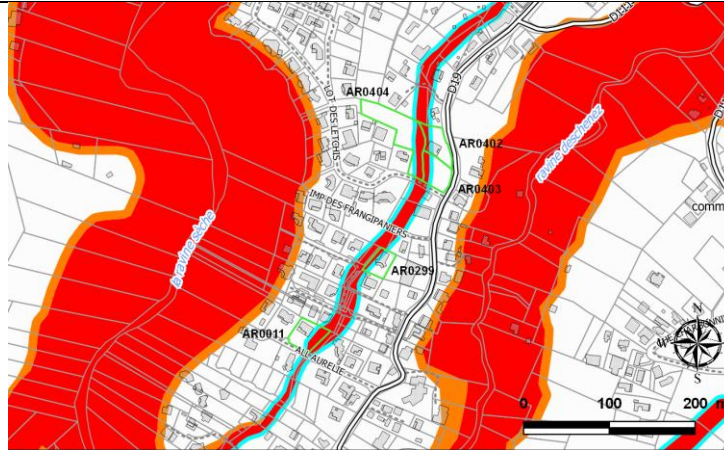 AR0404
D19
LOT DES LETCHIS
AR0402
ravine deschenez
AR0403
IMP DES FRANGIPANIERS
comm
la ravine sèche
AR0299
AR0011
ALL AURELIE
N
S
0 100 200 m